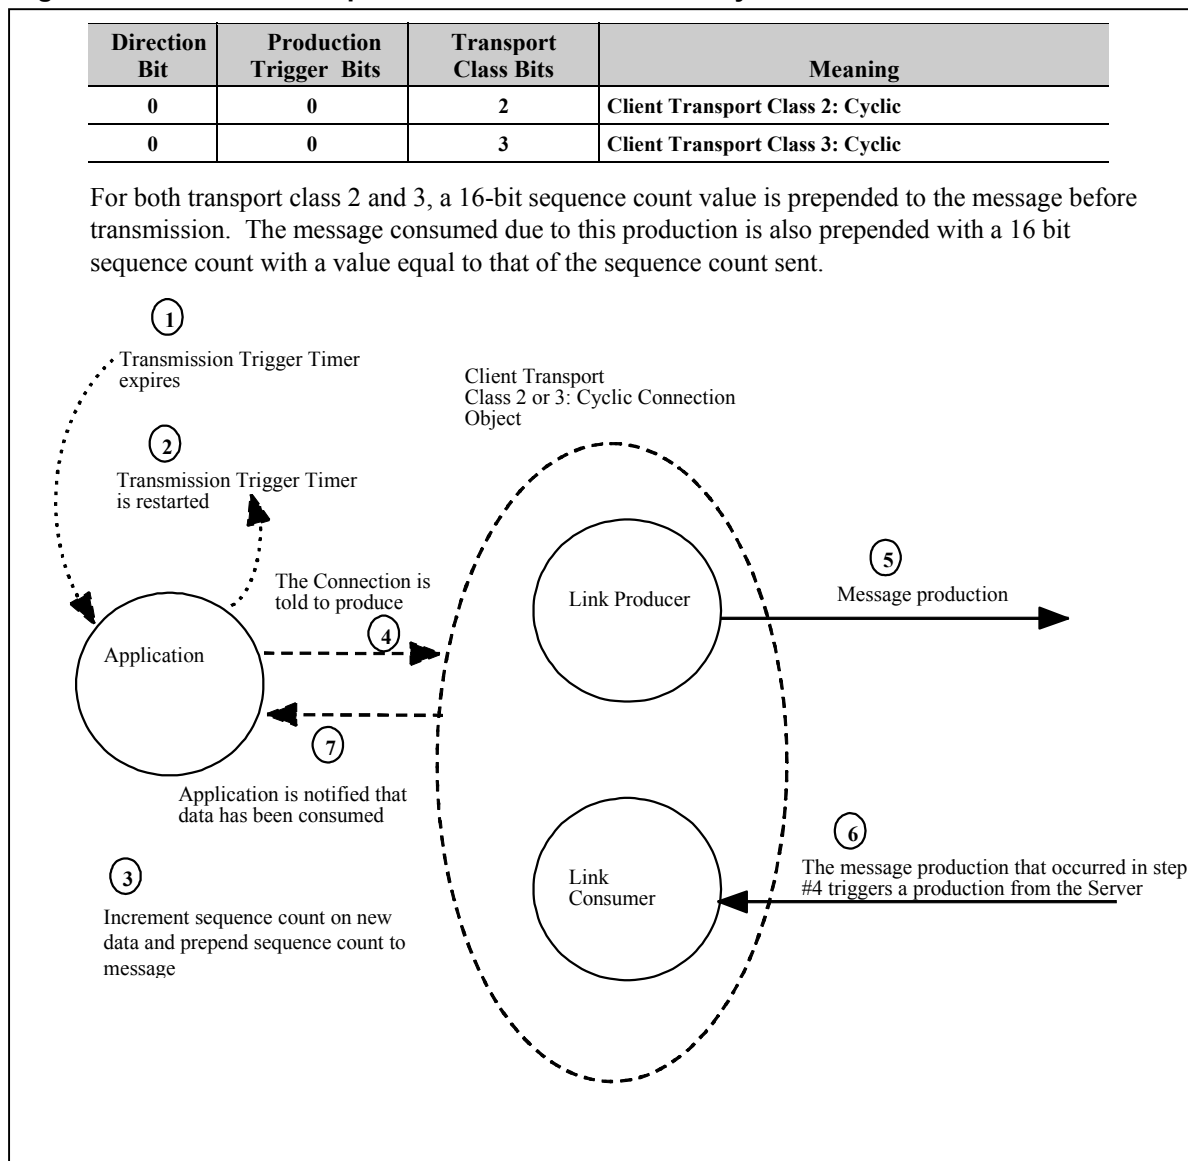 Direction Bit | Production Trigger Bits | Transport Class Bits | Meaning
0 | 0 | 2 | Client Transport Class 2: Cyclic
0 | 0 | 3 | Client Transport Class 3: Cyclic
For both transport class 2 and 3, a 16-bit sequence count value is prepended to the message before
transmission. The message consumed due to this production is also prepended with a 16 bit
sequence count with a value equal to that of the sequence count sent.
1
Transmission Trigger Timer
expires
Client Transport
Class 2 or 3: Cyclic Connection
Object
2
Transmission Trigger Timer
is restarted
The Connection is
told to produce
4
Application
Link Producer
5
Message production
7
Application is notified that
data has been consumed
3
Increment sequence count on new
data and prepend sequence count to
message
Link
Consumer
6
The message production that occurred in step
#4 triggers a production from the Server